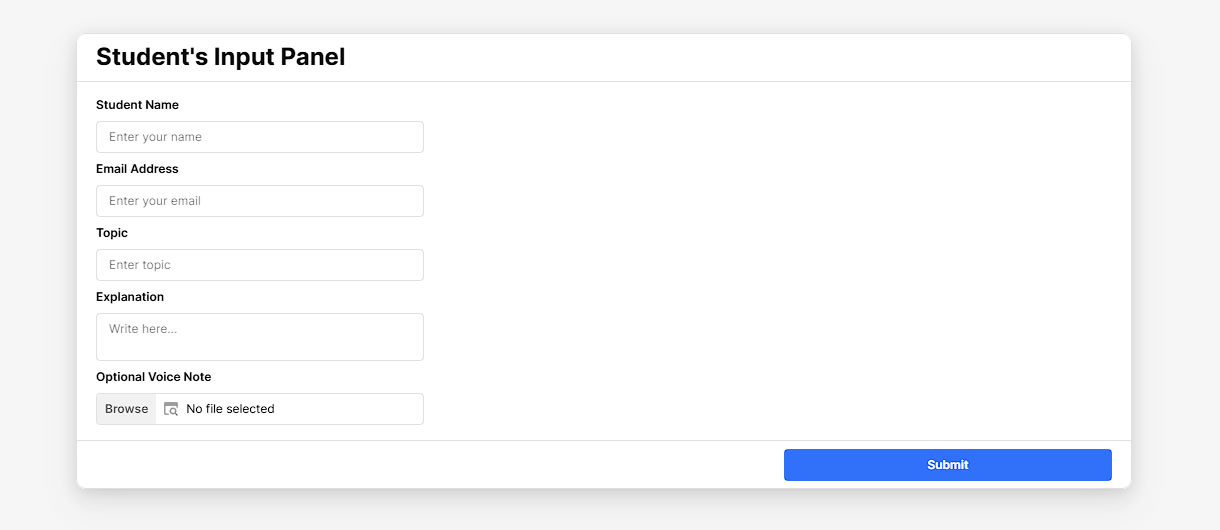 Student's Input Panel
Student Name
Enter your name
Email Address
Enter your email
Topic
Enter topic
Explanation
Write here...
Optional Voice Note
Browse No file selected
Submit